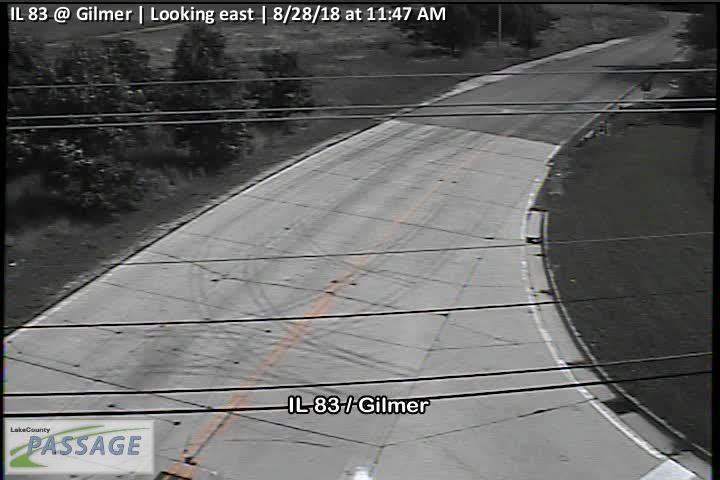 IL 83 @ Gilmer | Looking east | 8/28/18 at 11:47 AM
IL 83 / Gilmer
LakeCounty
PASSAGE